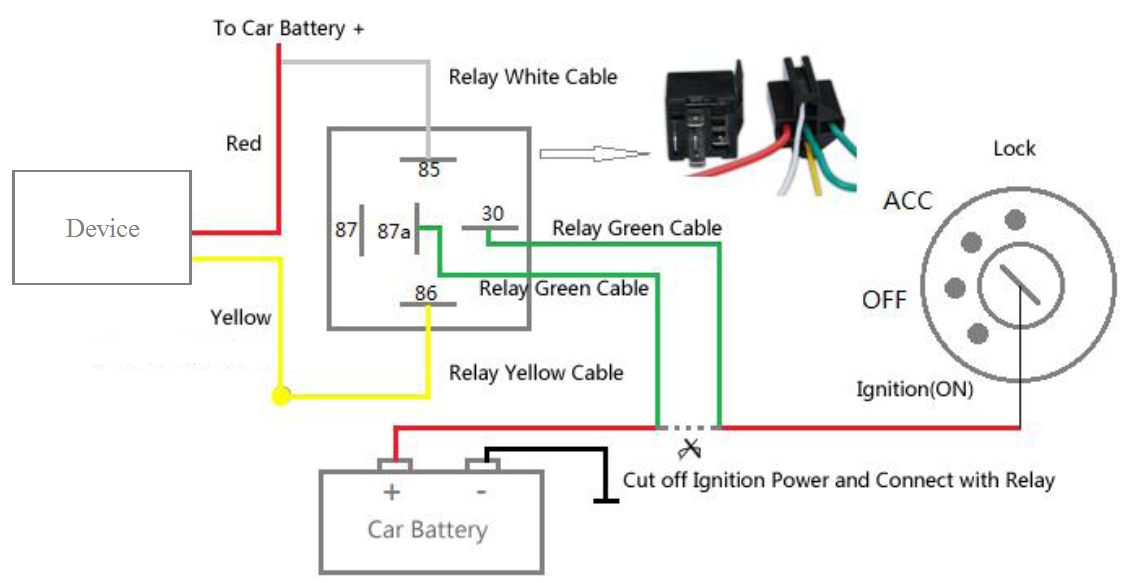 To Car Battery +
Relay White Cable
Red
Lock
ACC
85
Device
87
87a
30
Relay Green Cable
Relay Green Cable
86
OFF
Yellow
Relay Yellow Cable
Ignition(ON)
Cut off Ignition Power and Connect with Relay
+
-
Car Battery